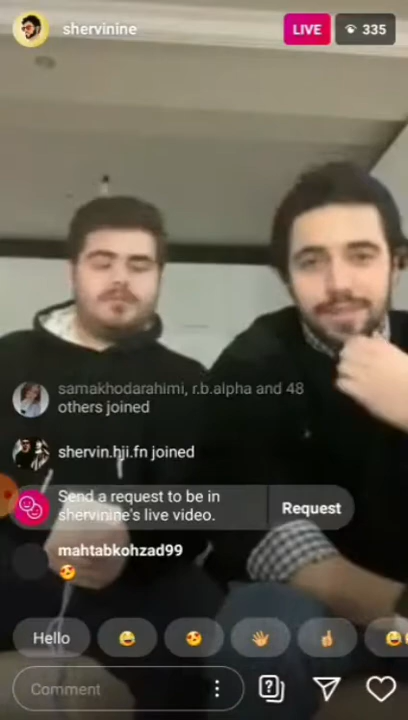 shervinine
LIVE
335
samakhodarahimi, r.b.alpha and 48
others joined
shervin.hji.fn joined
Send a request to be in
shervinine's live video.
Request
mahtabkohzad99
😍
Hello
Comment